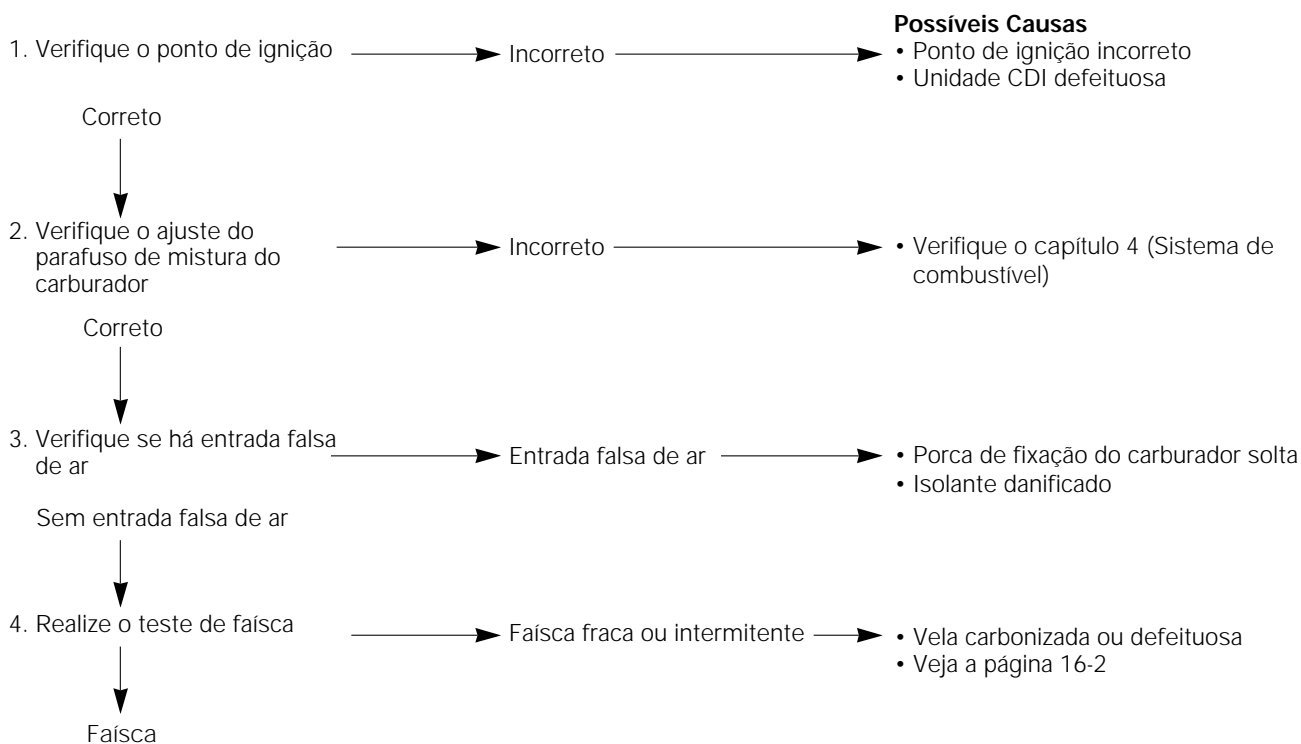 Possíveis Causas
1. Verifique o ponto de ignição
Incorreto
• Ponto de ignição incorreto
• Unidade CDI defeituosa
Correto
2. Verifique o ajuste do
parafuso de mistura do
carburador
Incorreto
• Verifique o capítulo 4 (Sistema de
combustível)
Correto
3. Verifique se há entrada falsa
de ar
Entrada falsa de ar
• Porca de fixação do carburador solta
• Isolante danificado
Sem entrada falsa de ar
4. Realize o teste de faísca
Faísca fraca ou intermitente
• Vela carbonizada ou defeituosa
• Veja a página 16-2
Faísca